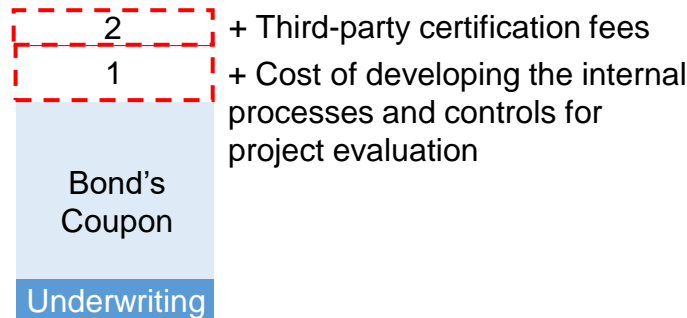 2
+ Third-party certification fees
1
+ Cost of developing the internal
processes and controls for
project evaluation
Bond's
Coupon
Underwriting